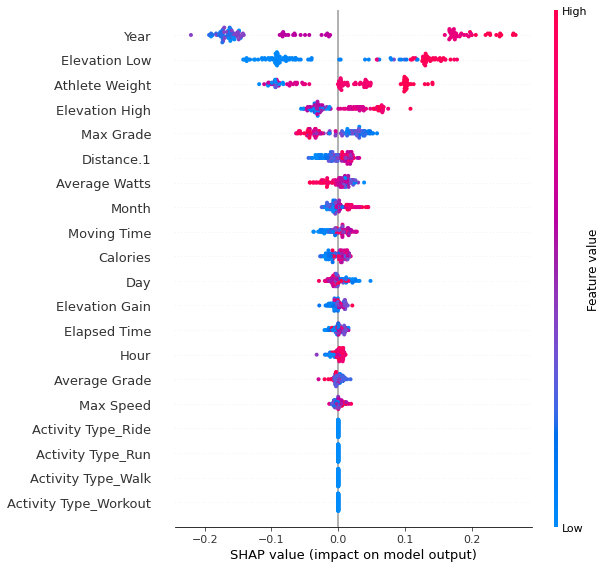 High
Year
Elevation Low
Athlete Weight
Elevation High
Max Grade
Distance.1
Average Watts
Month
Moving Time
Calories
Day
Elevation Gain
Elapsed Time
Hour
Average Grade
Max Speed
Activity Type_Ride
Activity Type_Run
Activity Type_Walk
Activity Type_Workout
Low
Feature value
−0.2 −0.1 0.0 0.1 0.2
SHAP value (impact on model output)